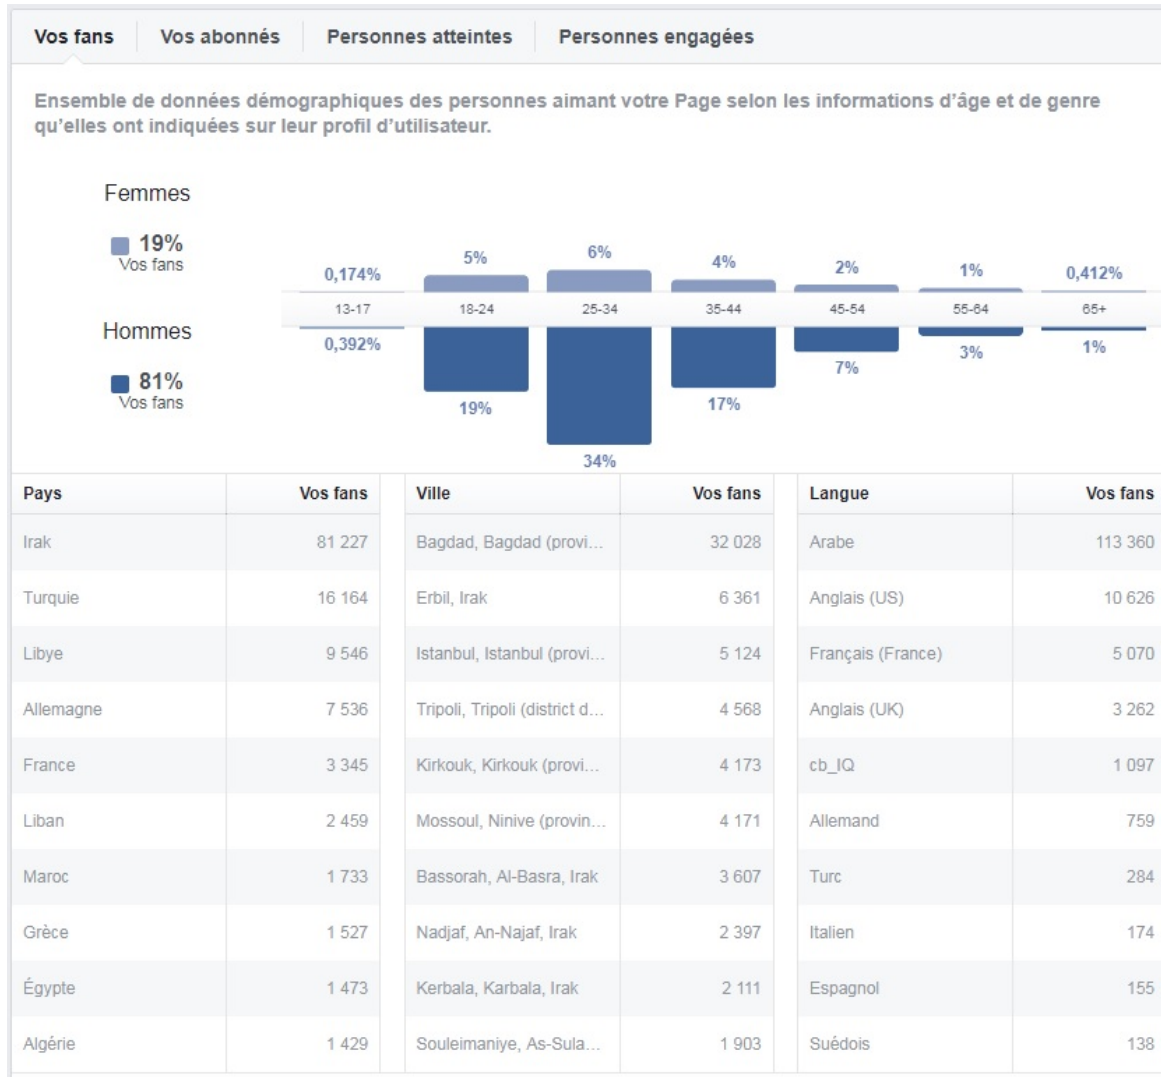 Vos fans Vos abonnés Personnes atteintes Personnes engagées
Ensemble de données démographiques des personnes aimant votre Page selon les informations d'âge et de genre
qu'elles ont indiquées sur leur profil d'utilisateur.
Femmes
19%
Vos fans
0,174% 5% 6% 4% 2% 1% 0,412%
13-17 18-24 25-34 35-44 45-54 55-64 65+
Hommes
81%
Vos fans
0,392% 19% 34% 17% 7% 3% 1%
Pays Vos fans Ville Vos fans Langue Vos fans
Irak 81 227 Bagdad, Bagdad (provi... 32 028 Arabe 113 360
Turquie 16 164 Erbil, Irak 6 361 Anglais (US) 10 626
Libye 9 546 Istanbul, Istanbul (provi... 5 124 Français (France) 5 070
Allemagne 7 536 Tripoli, Tripoli (district d... 4 568 Anglais (UK) 3 262
France 3 345 Kirkouk, Kirkouk (provi... 4 173 cb_IQ 1 097
Liban 2 459 Mossoul, Ninive (provin... 4 171 Allemand 759
Maroc 1 733 Bassorah, Al-Basra, Irak 3 607 Turc 284
Grèce 1 527 Nadjaf, An-Najaf, Irak 2 397 Italien 174
Égypte 1 473 Kerbala, Karbala, Irak 2 111 Espagnol 155
Algérie 1 429 Souleimaniye, As-Sula... 1 903 Suédois 138